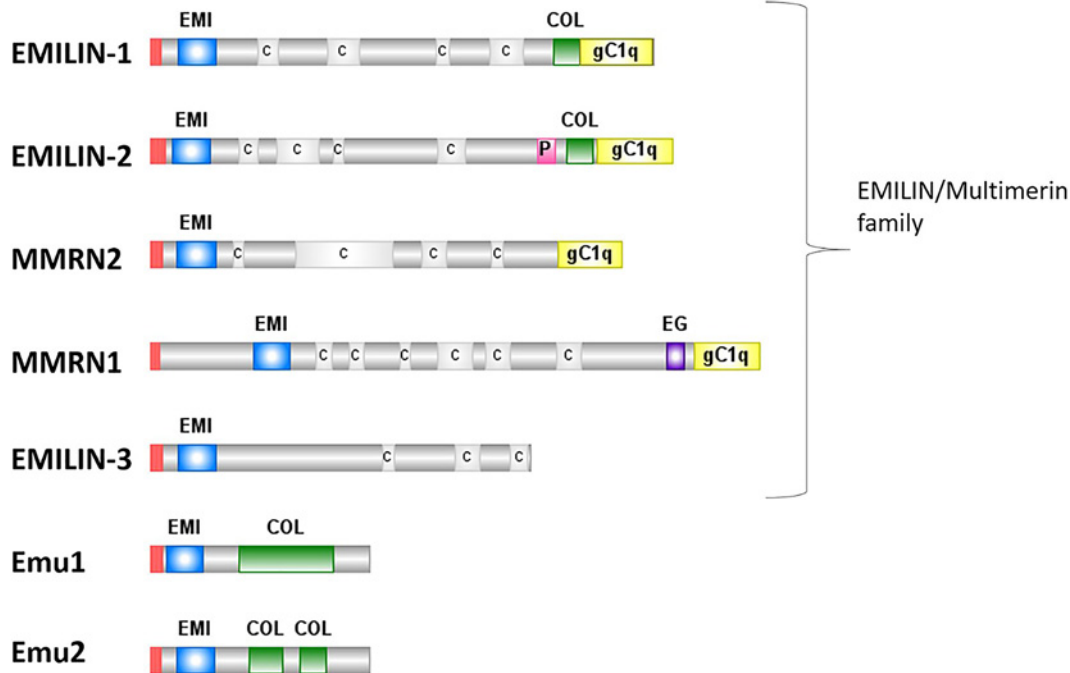 EMI COL
EMILIN-1 C C C C gC1q
EMI COL
EMILIN-2 C C C C P gC1q
EMILIN/Multimerin
family
EMI
MMRN2 C C C C gC1q
EMI EG
MMRN1 C C C C C C gC1q
EMI
EMILIN-3 C C C
EMI COL
Emu1
EMI COL COL
Emu2